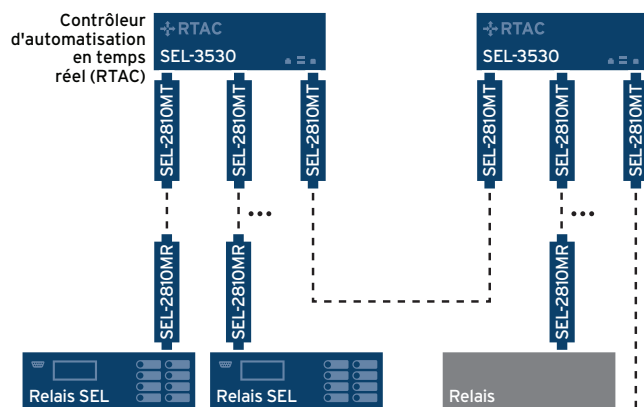 Contrôleur
d'automatisation
en temps
réel (RTAC)
RTAC
SEL-3530
RTAC
SEL-3530
SEL-2810MT
SEL-2810MT
SEL-2810MT
SEL-2810MT
SEL-2810MT
SEL-2810MT
...
...
SEL-2810MR
SEL-2810MR
SEL-2810MR
Relais SEL
Relais SEL
Relais